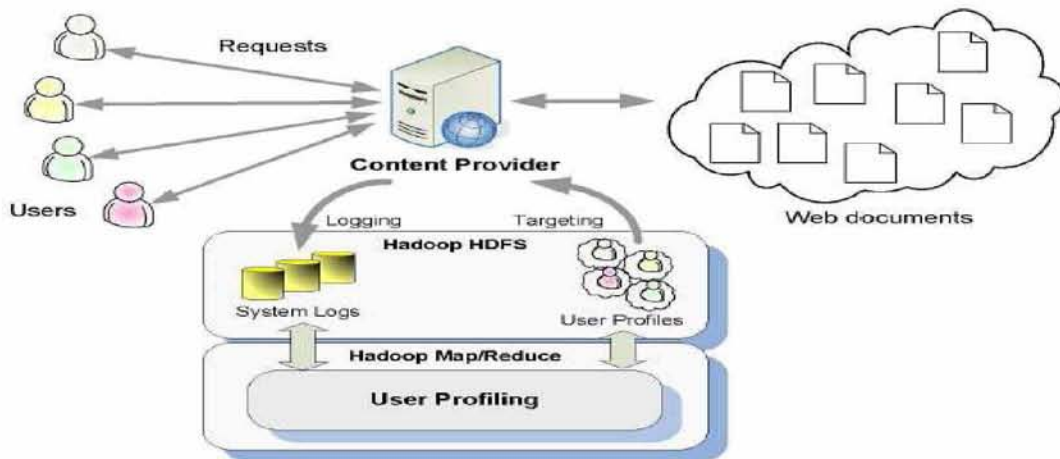 Requests
Content Provider
Users
Web documents
Logging
Targeting
Hadoop HDFS
System Logs
User Profiles
Hadoop Map/Reduce
User Profiling